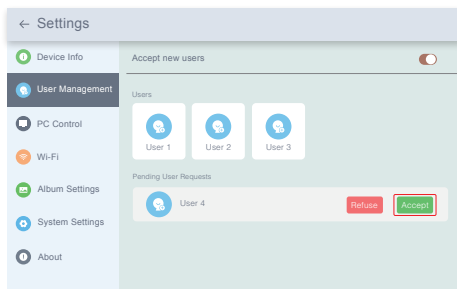 ← Settings
Device Info
Accept new users
User Management
Users
PC Control
User 1 User 2 User 3
Wi-Fi
Pending User Requests
Album Settings
User 4 Refuse Accept
System Settings
About